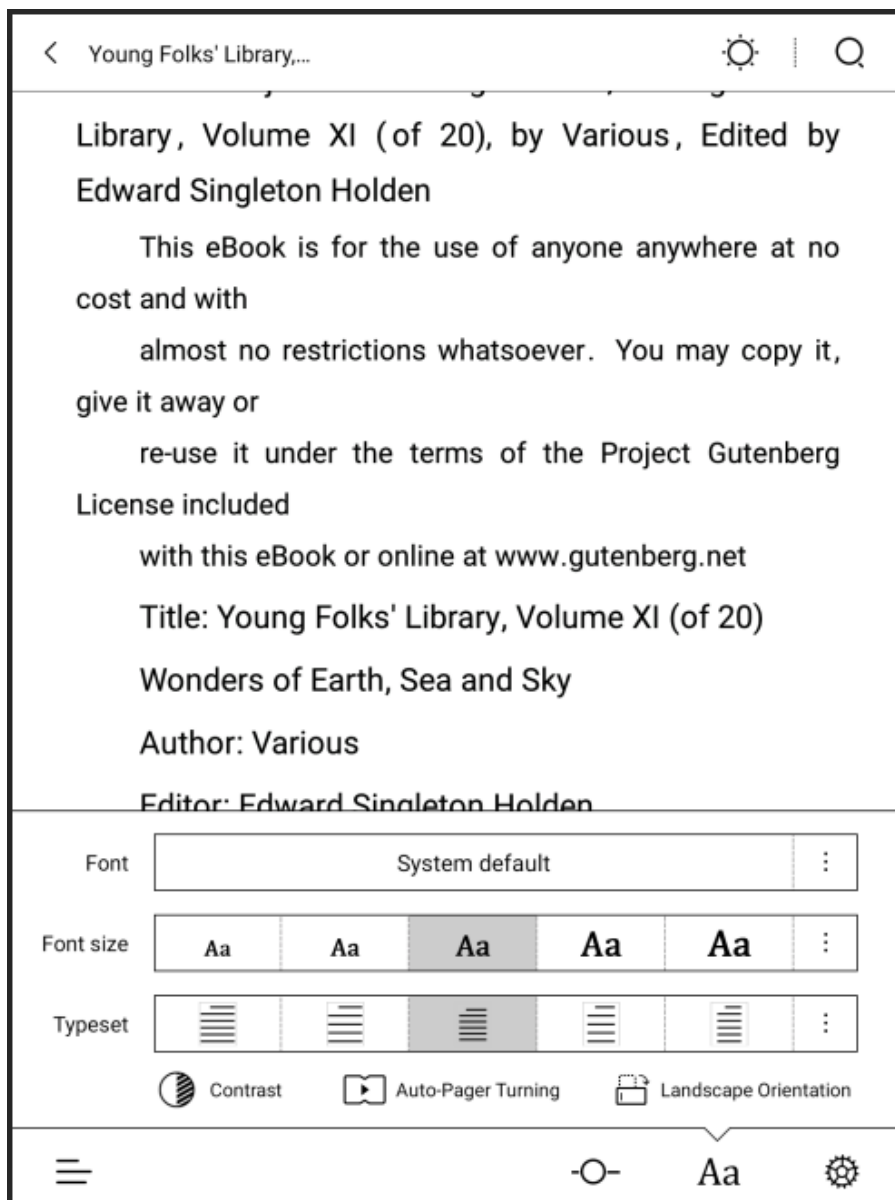 Young Folks' Library,...
Library, Volume XI (of 20), by Various, Edited by
Edward Singleton Holden
This eBook is for the use of anyone anywhere at no
cost and with
almost no restrictions whatsoever. You may copy it,
give it away or
re-use it under the terms of the Project Gutenberg
License included
with this eBook or online at www.gutenberg.net
Title: Young Folks' Library, Volume XI (of 20)
Wonders of Earth, Sea and Sky
Author: Various
Editor: Edward Singleton Holden
Font System default
Font size Aa Aa Aa Aa Aa
Typeset
Contrast Auto-Pager Turning Landscape Orientation
Aa